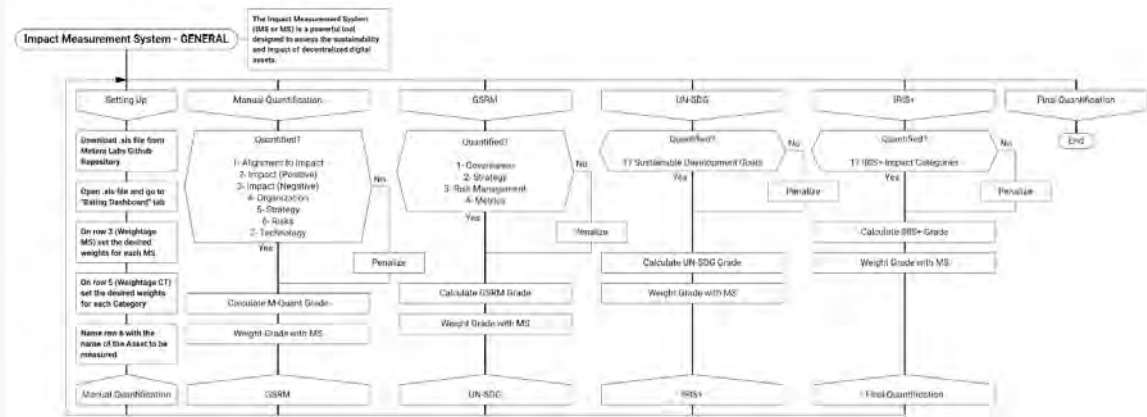 Impact Measurement System - GENERAL
The Impact Measurement System
(IMS or MS) is a powerful tool
designed to assess the sustainability
and impact of decentralized digital
assets.
Setting Up
Download .xls file from
Metera Labs Github
Repository
Open .xls file and go to
On row 3 (Weightage
MS) set the desired
weights for each MS
On row 5 (Weightage CT)
set the desired weights
for each Category
Name row 6 with the
name of the Asset to be
measured
Manual Quantification
Manual Quantification
Quantified?
1- Alignment to Impact
2- Impact (Positive)
3- Impact (Negative)
4- Organization
5- Strategy
6- Risks
7- Technology
No
Yes
Penalize
Calculate M-Quant Grade
Weight Grade with MS
GSRM
GSRM
Quantified?
1- Governance
2- Strategy
3- Risk Management
4- Metrics
No
Yes
Penalize
Calculate GSRM Grade
Weight Grade with MS
UN-SDG
UN-SDG
Quantified?
17 Sustainable Development Goals
No
Yes
Penalize
Calculate UN-SDG Grade
Weight Grade with MS
IRIS+
IRIS+
Quantified?
17 IRIS+ Impact Categories
No
Yes
Penalize
Calculate IRIS+ Grade
Weight Grade with MS
Final Quantification
Final Quantification
End